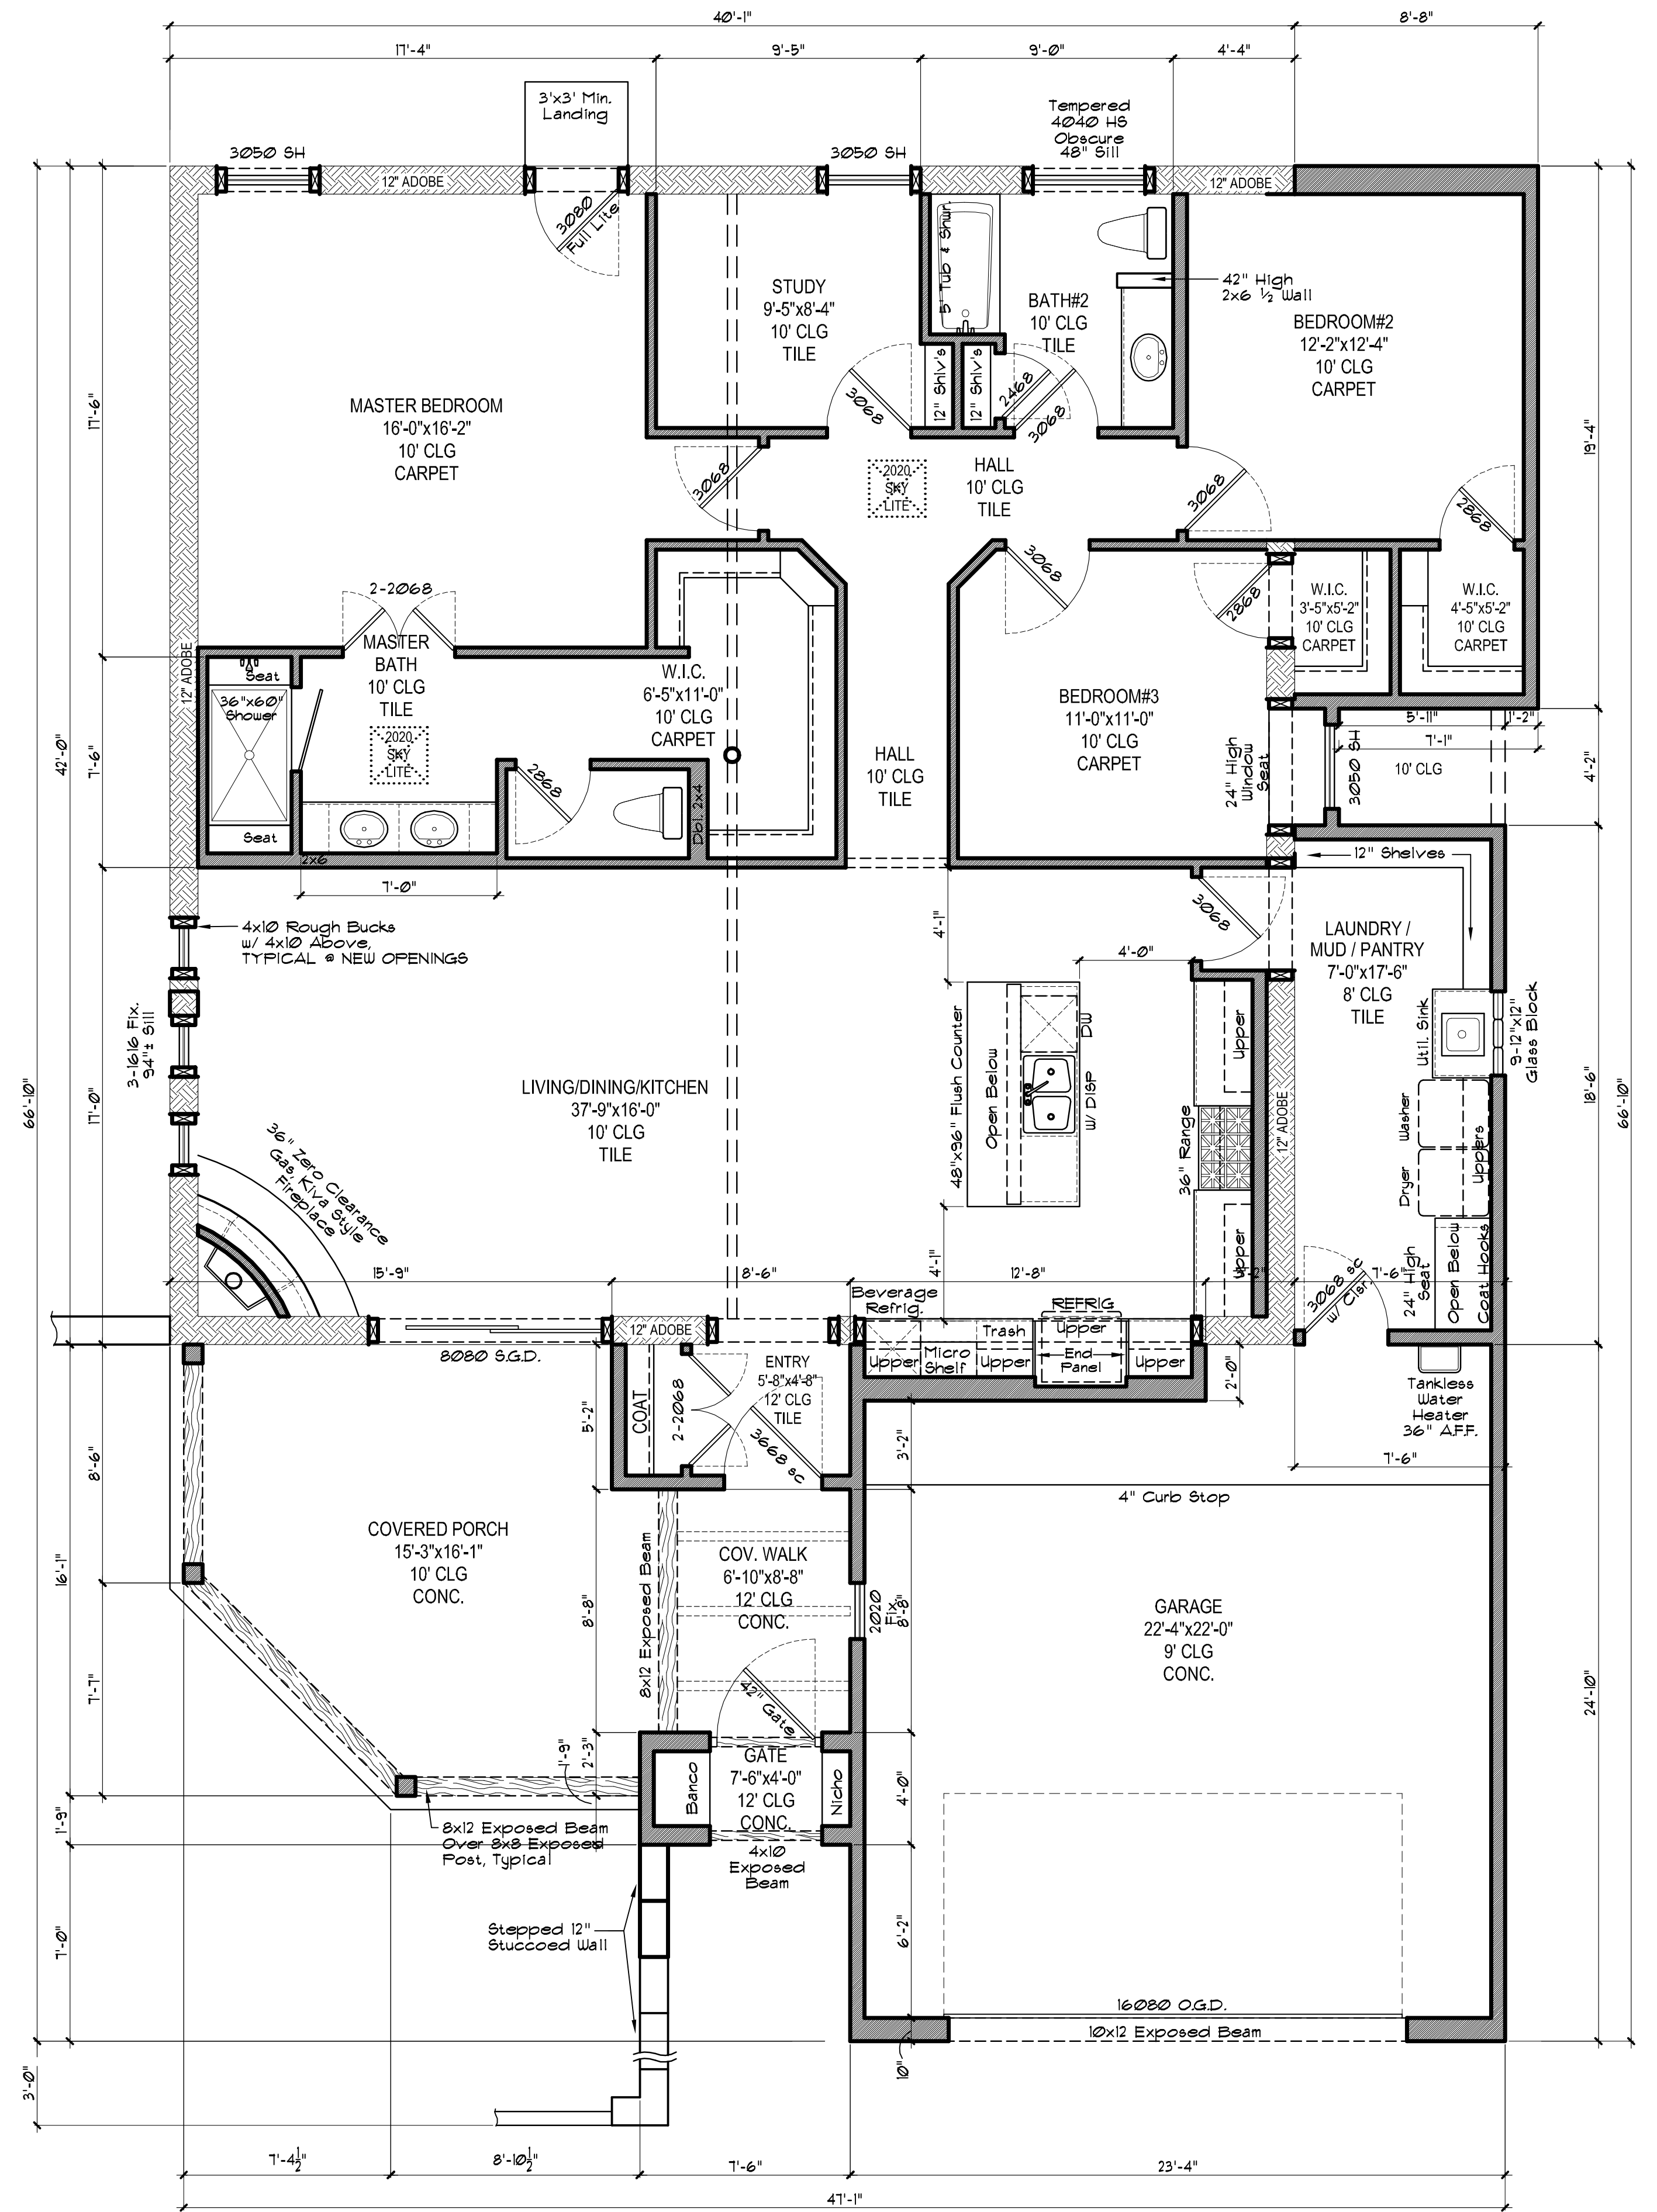 40'-1"
8'-8"
17'-4"
9'-5"
9'-0"
4'-4"
3'x3' Min.
Landing
Tempered
4040 HS
Obscure
48" Sill
3050 SH
3050 SH
12" ADOBE
12" ADOBE
3080
Full Lite
5' Tub & Shwr.
STUDY
9'-5"x8'-4"
10' CLG
TILE
BATH#2
10' CLG
TILE
42" High
2x6 ½ Wall
BEDROOM#2
12'-2"x12'-4"
10' CLG
CARPET
12" Shlv's
12" Shlv's
2468
3068
3068
MASTER BEDROOM
16'-0"x16'-2"
10' CLG
CARPET
17'-6"
19'-4"
3068
2020
SKY
LITE
HALL
10' CLG
TILE
3068
2868
3068
2868
2-2068
W.I.C.
3'-5"x5'-2"
10' CLG
CARPET
W.I.C.
4'-5"x5'-2"
10' CLG
CARPET
12" ADOBE
MASTER
BATH
10' CLG
TILE
Seat
36"x60"
Shower
W.I.C.
6'-5"x11'-0"
10' CLG
CARPET
BEDROOM#3
11'-0"x11'-0"
10' CLG
CARPET
5'-11"
1'-2"
7'-1"
2020
SKY
LITE
HALL
10' CLG
TILE
24" High
Window
Seat
3050 SH
10' CLG
42'-0"
7'-6"
4'-2"
2868
Dbl. 2x4
Seat
2x6
7'-0"
12" Shelves
3068
4x10 Rough Bucks
w/ 4x10 Above,
TYPICAL @ NEW OPENINGS
4'-1"
4'-0"
LAUNDRY /
MUD / PANTRY
7'-0"x17'-6"
8' CLG
TILE
3-1616 Fix.
94"± Sill
48"x96" Flush Counter
Open Below
DW
w/ DISP
Upper
Util. Sink
9-12"x12"
Glass Block
66'-10"
17'-0"
LIVING/DINING/KITCHEN
37'-9"x16'-0"
10' CLG
TILE
36" Range
12" ADOBE
Washer
Dryer
Uppers
18'-6"
66'-10"
36" Zero Clearance
Gas, Kiva Style
Fireplace
Upper
24" High
Seat
Open Below
Coat Hooks
15'-9"
8'-6"
4'-1"
12'-8"
3'-2"
7'-6"
3068 sc
w/ Clsr.
Beverage
Refrig.
REFRIG
8080 S.G.D.
12" ADOBE
Upper
Micro
Shelf
Trash
Upper
Upper
End
Panel
Upper
ENTRY
5'-8"x4'-8"
12' CLG
TILE
COAT
2-2068
3668 sc
5'-2"
2'-0"
Tankless
Water
Heater
36" A.F.F.
3'-2"
7'-6"
4" Curb Stop
8'-6"
COVERED PORCH
15'-3"x16'-1"
10' CLG
CONC.
8x12 Exposed Beam
COV. WALK
6'-10"x8'-8"
12' CLG
CONC.
16'-1"
8'-8"
2020
Fix.
8'-8"
GARAGE
22'-4"x22'-0"
9' CLG
CONC.
7'-7"
42" Gate
24'-10"
1'-9"
2'-3"
Banco
GATE
7'-6"x4'-0"
12' CLG
CONC.
Nicho
4'-0"
1'-9"
8x12 Exposed Beam
Over 8x8 Exposed
Post, Typical
4x10
Exposed
Beam
7'-0"
Stepped 12"
Stuccoed Wall
6'-2"
16080 O.G.D.
10x12 Exposed Beam
10"
3'-0"
7'-4½"
8'-10½"
7'-6"
23'-4"
47'-1"